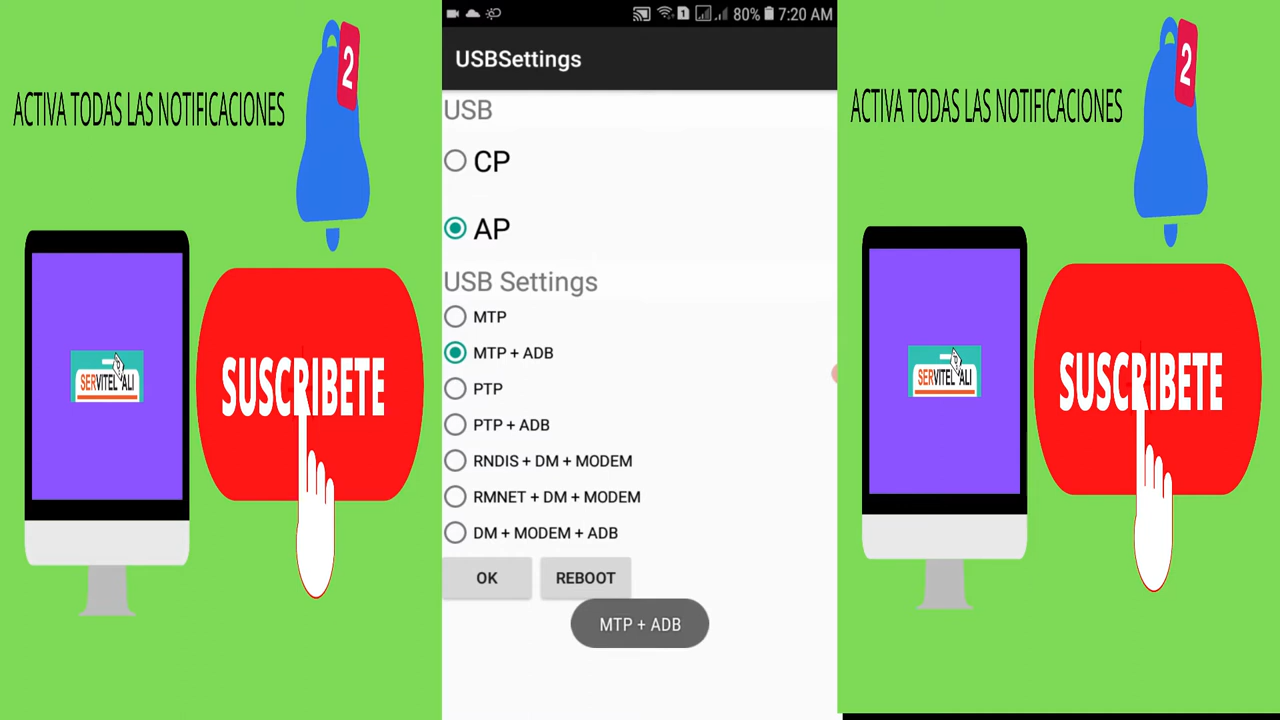 ACTIVA TODAS LAS NOTIFICACIONES
2
SERVITEL ALI
SUSCRIBETE
80% 7:20 AM
1
USBSettings
USB
CP
AP
USB Settings
MTP
MTP + ADB
PTP
PTP + ADB
RNDIS + DM + MODEM
RMNET + DM + MODEM
DM + MODEM + ADB
OK REBOOT
MTP + ADB
ACTIVA TODAS LAS NOTIFICACIONES
2
SERVITEL ALI
SUSCRIBETE